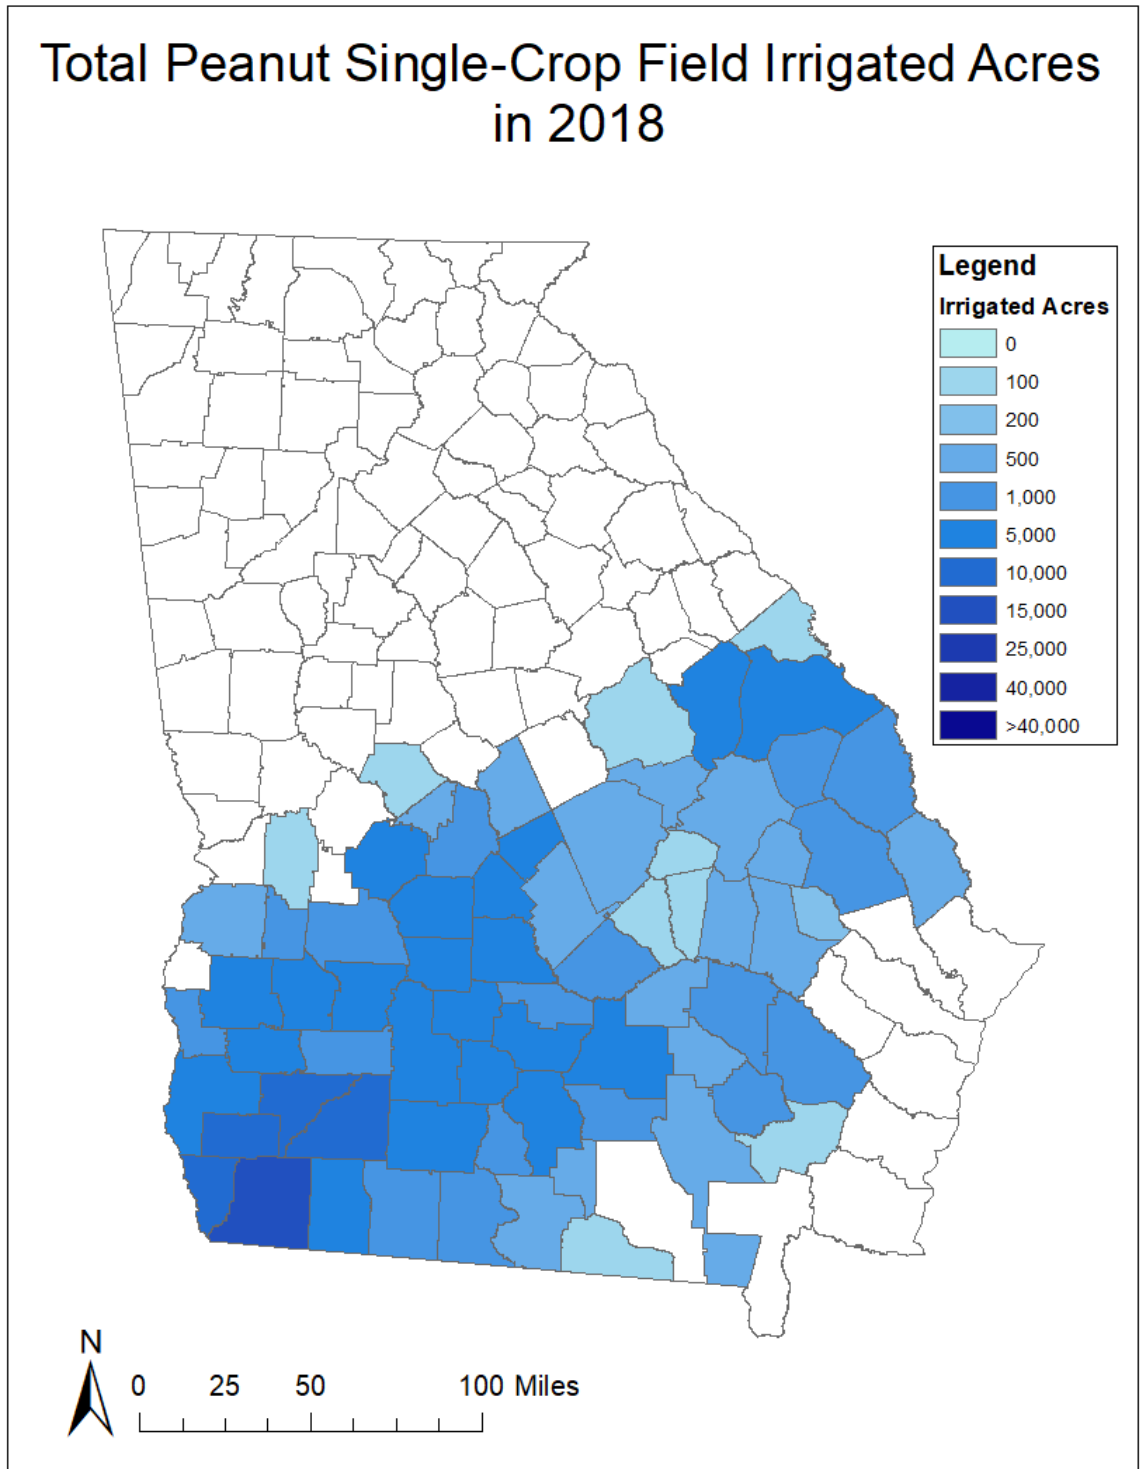 Total Peanut Single-Crop Field Irrigated Acres
in 2018
Legend
Irrigated Acres
0
100
200
500
1,000
5,000
10,000
15,000
25,000
40,000
>40,000
N
0 25 50 100 Miles